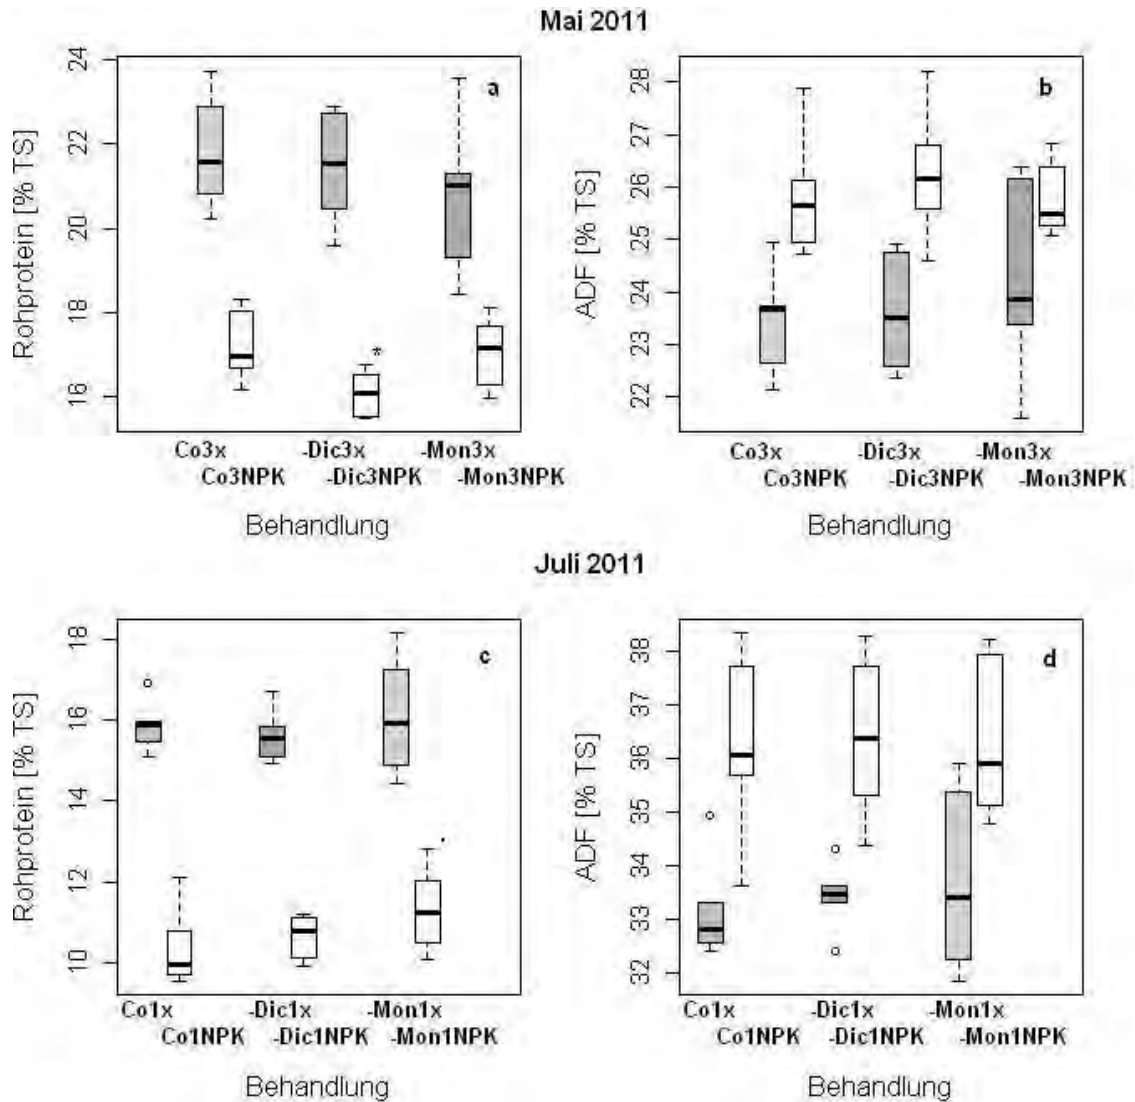 Mai 2011
a
Rohprotein [% TS]
24
22
20
18
16
*
Co3x
-Dic3x
-Mon3x
Co3NPK
-Dic3NPK
-Mon3NPK
Behandlung
b
ADF [% TS]
28
27
26
25
24
23
22
Co3x
-Dic3x
-Mon3x
Co3NPK
-Dic3NPK
-Mon3NPK
Behandlung
Juli 2011
c
Rohprotein [% TS]
18
16
14
12
10
.
Co1x
-Dic1x
-Mon1x
Co1NPK
-Dic1NPK
-Mon1NPK
Behandlung
d
ADF [% TS]
38
37
36
35
34
33
32
Co1x
-Dic1x
-Mon1x
Co1NPK
-Dic1NPK
-Mon1NPK
Behandlung